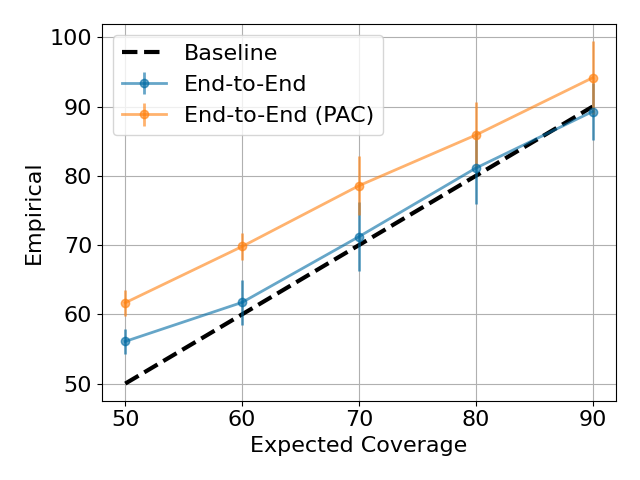 100
90
80
70
60
50
Empirical
Baseline
End-to-End
End-to-End (PAC)
50 60 70 80 90
Expected Coverage